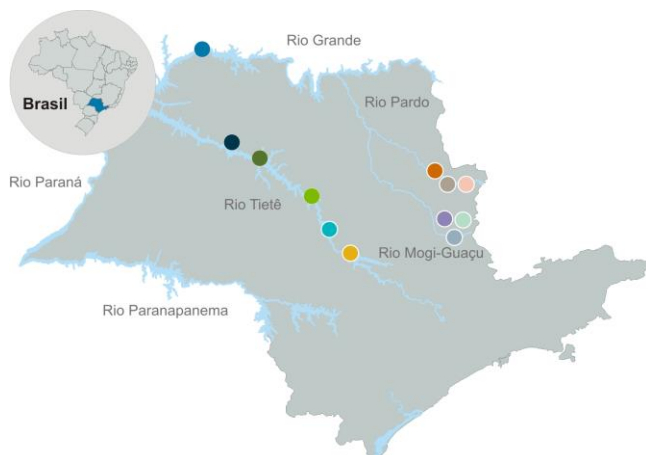 Rio Grande
Brasil
Rio Pardo
Rio Paraná
Rio Tietê
Rio Mogi-Guaçu
Rio Paranapanema